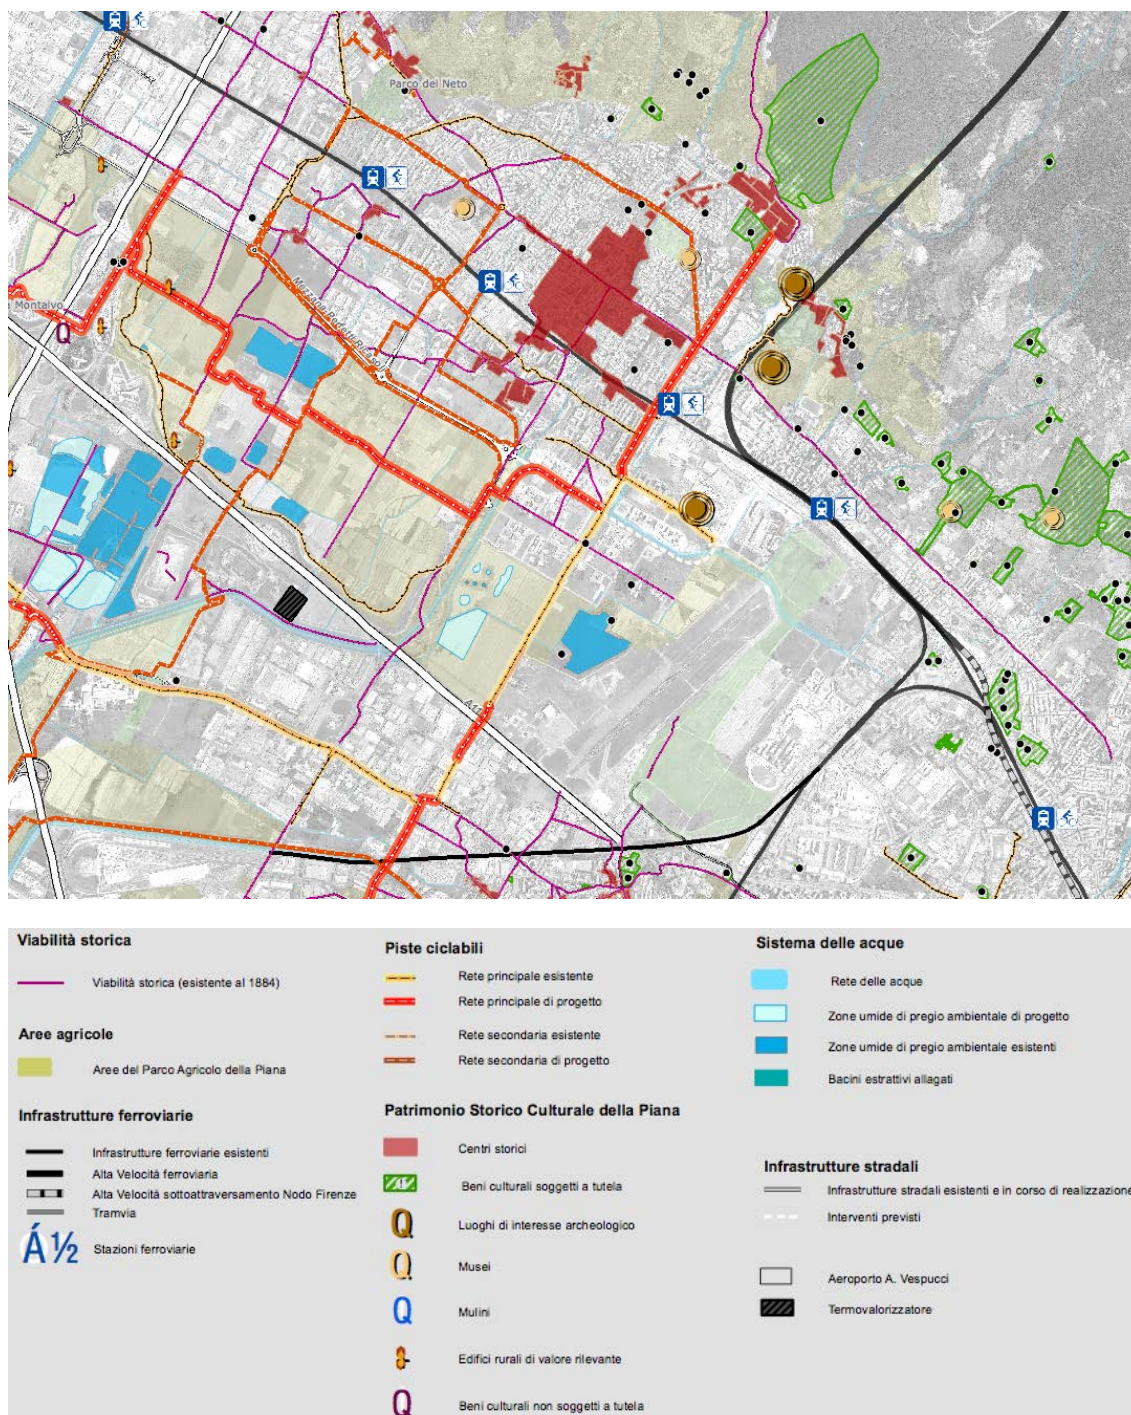 Parco del Neto
Montalvo
Q
A11
Viabilità storica
Viabilità storica (esistente al 1884)
Aree agricole
Aree del Parco Agricolo della Piana
Infrastrutture ferroviarie
Infrastrutture ferroviarie esistenti
Alta Velocità ferroviaria
Alta Velocità sottoattraversamento Nodo Firenze
Tramvia
Á ½ Stazioni ferroviarie
Piste ciclabili
Rete principale esistente
Rete principale di progetto
Rete secondaria esistente
Rete secondaria di progetto
Patrimonio Storico Culturale della Piana
Centri storici
Beni culturali soggetti a tutela
Q Luoghi di interesse archeologico
Q Musei
Q Mulini
Edifici rurali di valore rilevante
Q Beni culturali non soggetti a tutela
Sistema delle acque
Rete delle acque
Zone umide di pregio ambientale di progetto
Zone umide di pregio ambientale esistenti
Bacini estrattivi allagati
Infrastrutture stradali
Infrastrutture stradali esistenti e in corso di realizzazione
Interventi previsti
Aeroporto A. Vespucci
Termovalorizzatore